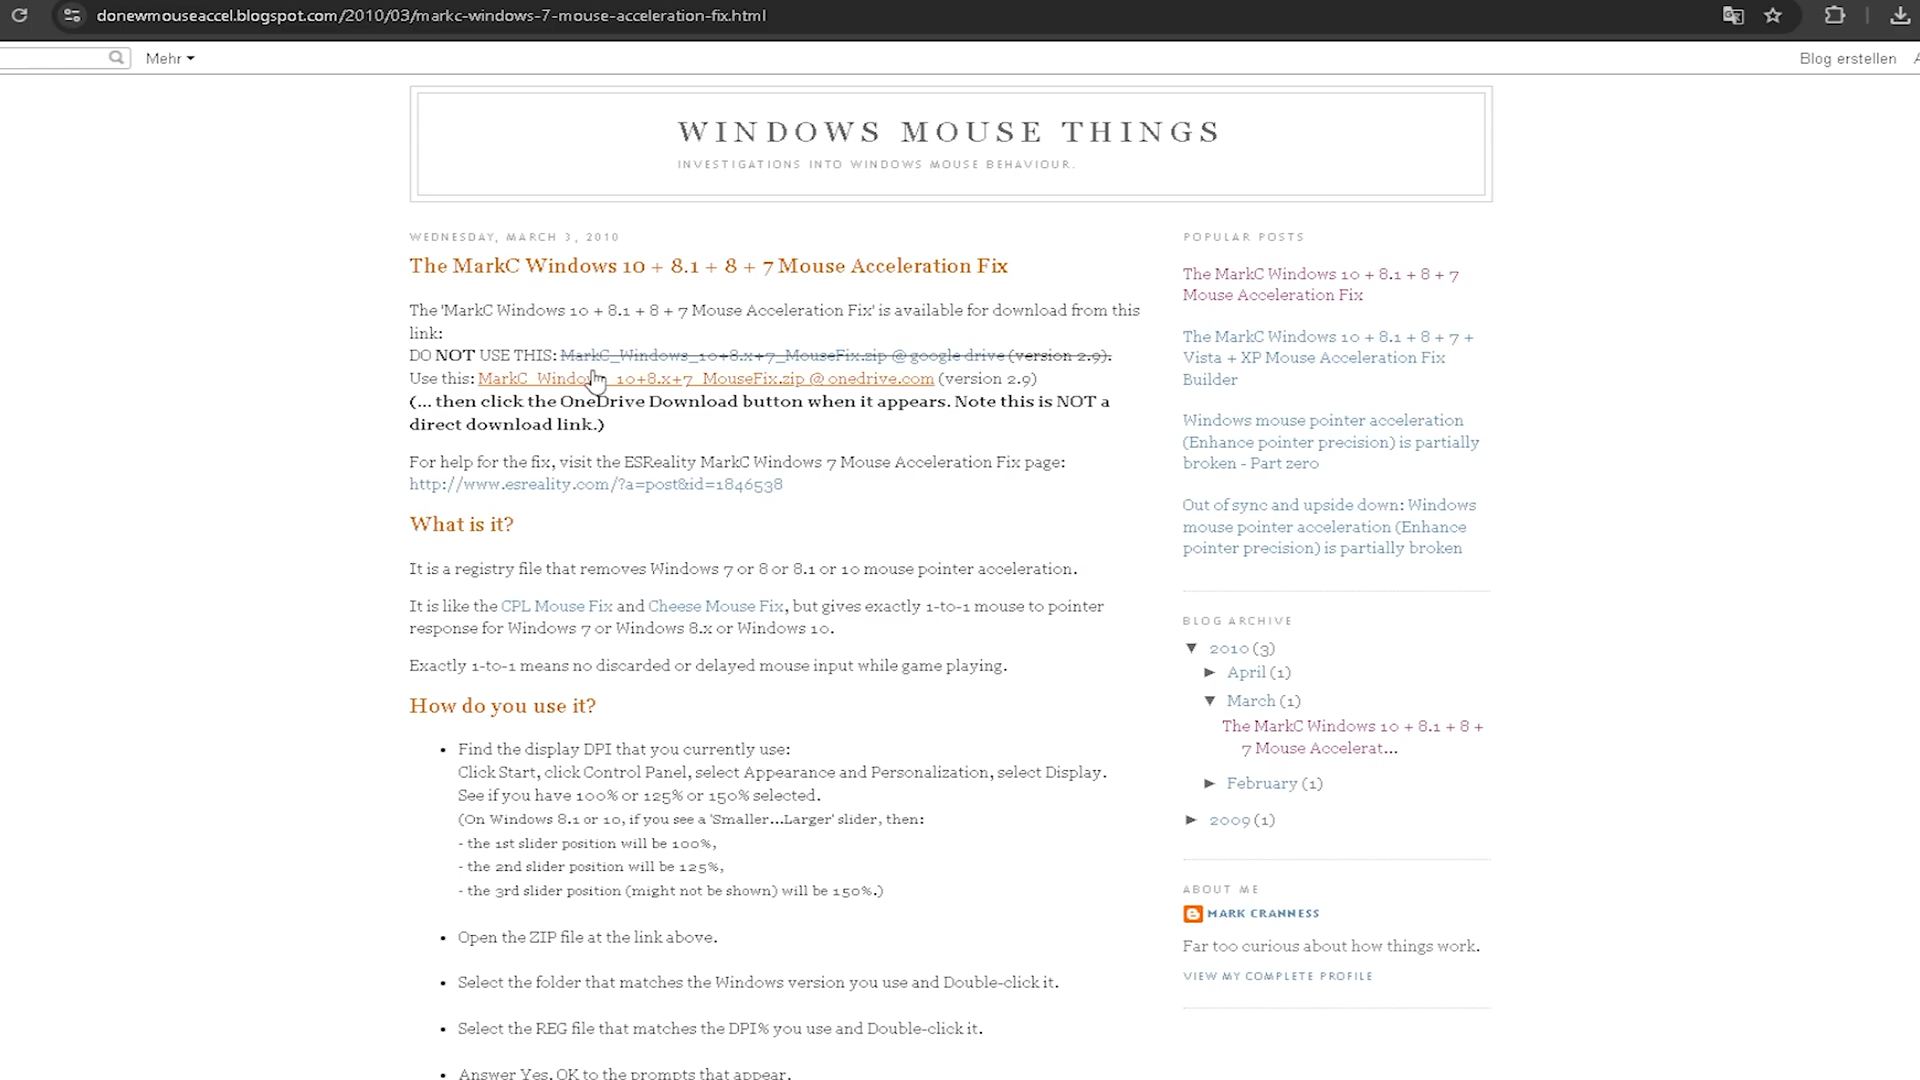 donewmouseaccel.blogspot.com/2010/03/markc-windows-7-mouse-acceleration-fix.html
Mehr
Blog erstellen
WINDOWS MOUSE THINGS
INVESTIGATIONS INTO WINDOWS MOUSE BEHAVIOUR.
WEDNESDAY, MARCH 3, 2010
The MarkC Windows 10 + 8.1 + 8 + 7 Mouse Acceleration Fix
The 'MarkC Windows 10 + 8.1 + 8 + 7 Mouse Acceleration Fix' is available for download from this
link:
DO NOT USE THIS: MarkC_Windows_10+8.x+7_MouseFix.zip @ google drive (version 2.9).
Use this: MarkC_Windows_10+8.x+7_MouseFix.zip @ onedrive.com (version 2.9)
(... then click the OneDrive Download button when it appears. Note this is NOT a
direct download link.)
For help for the fix, visit the ESReality MarkC Windows 7 Mouse Acceleration Fix page:
http://www.esreality.com/?a=post&id=1846538
What is it?
It is a registry file that removes Windows 7 or 8 or 8.1 or 10 mouse pointer acceleration.
It is like the CPL Mouse Fix and Cheese Mouse Fix, but gives exactly 1-to-1 mouse to pointer
response for Windows 7 or Windows 8.x or Windows 10.
Exactly 1-to-1 means no discarded or delayed mouse input while game playing.
How do you use it?
• Find the display DPI that you currently use:
Click Start, click Control Panel, select Appearance and Personalization, select Display.
See if you have 100% or 125% or 150% selected.
(On Windows 8.1 or 10, if you see a 'Smaller...Larger' slider, then:
- the 1st slider position will be 100%,
- the 2nd slider position will be 125%,
- the 3rd slider position (might not be shown) will be 150%.)
• Open the ZIP file at the link above.
• Select the folder that matches the Windows version you use and Double-click it.
• Select the REG file that matches the DPI% you use and Double-click it.
• Answer Yes, OK to the prompts that appear.
POPULAR POSTS
The MarkC Windows 10 + 8.1 + 8 + 7
Mouse Acceleration Fix
The MarkC Windows 10 + 8.1 + 8 + 7 +
Vista + XP Mouse Acceleration Fix
Builder
Windows mouse pointer acceleration
(Enhance pointer precision) is partially
broken - Part zero
Out of sync and upside down: Windows
mouse pointer acceleration (Enhance
pointer precision) is partially broken
BLOG ARCHIVE
▼ 2010 (3)
► April (1)
▼ March (1)
The MarkC Windows 10 + 8.1 + 8 +
7 Mouse Accelerat...
► February (1)
► 2009 (1)
ABOUT ME
MARK CRANNESS
Far too curious about how things work.
VIEW MY COMPLETE PROFILE